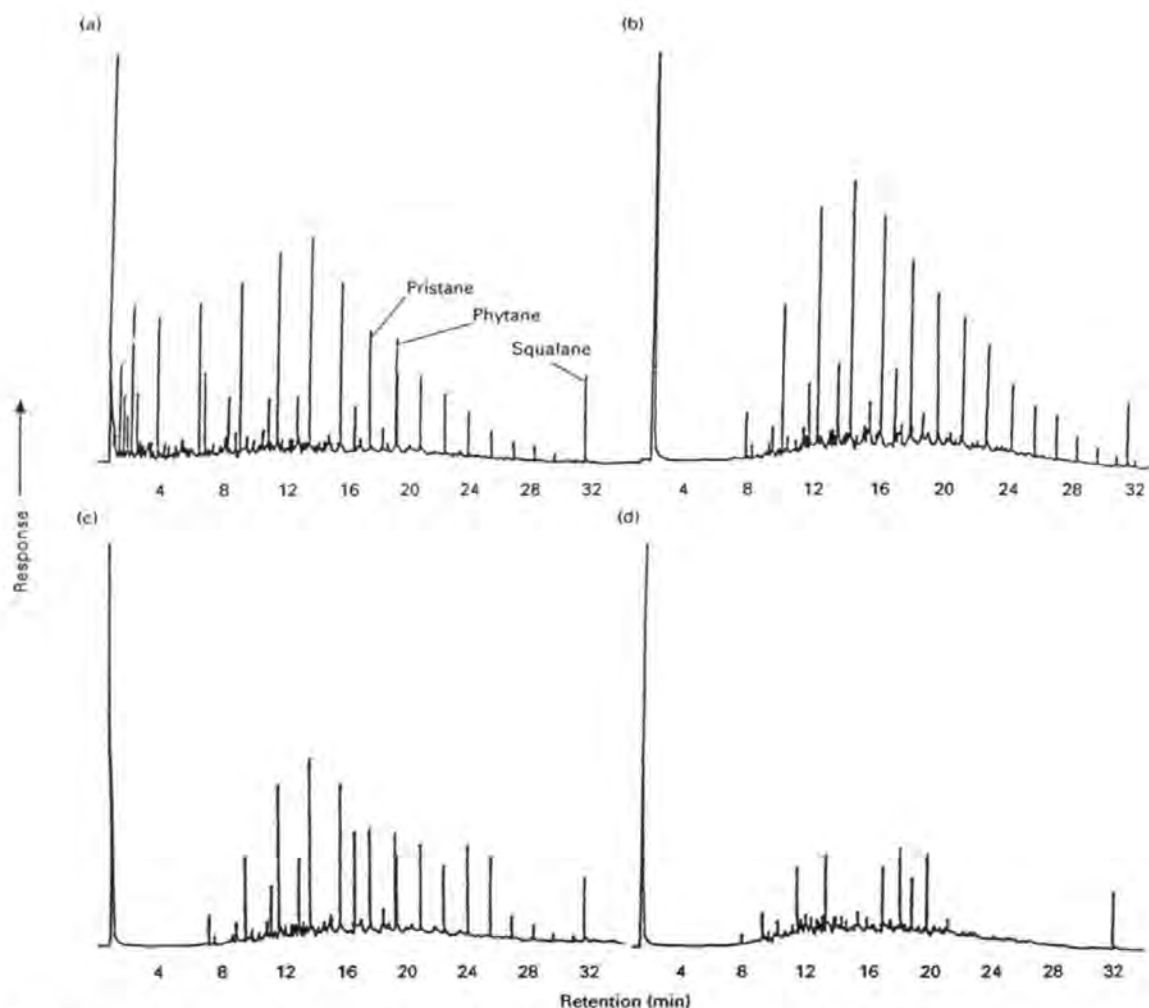 (a)
(b)
Pristane
Phytane
Squalane
4 8 12 16 20 24 28 32
4 8 12 16 20 24 28 32
(c)
(d)
Response
4 8 12 16 20 24 28 32
4 8 12 16 20 24 28 32
Retention (min)